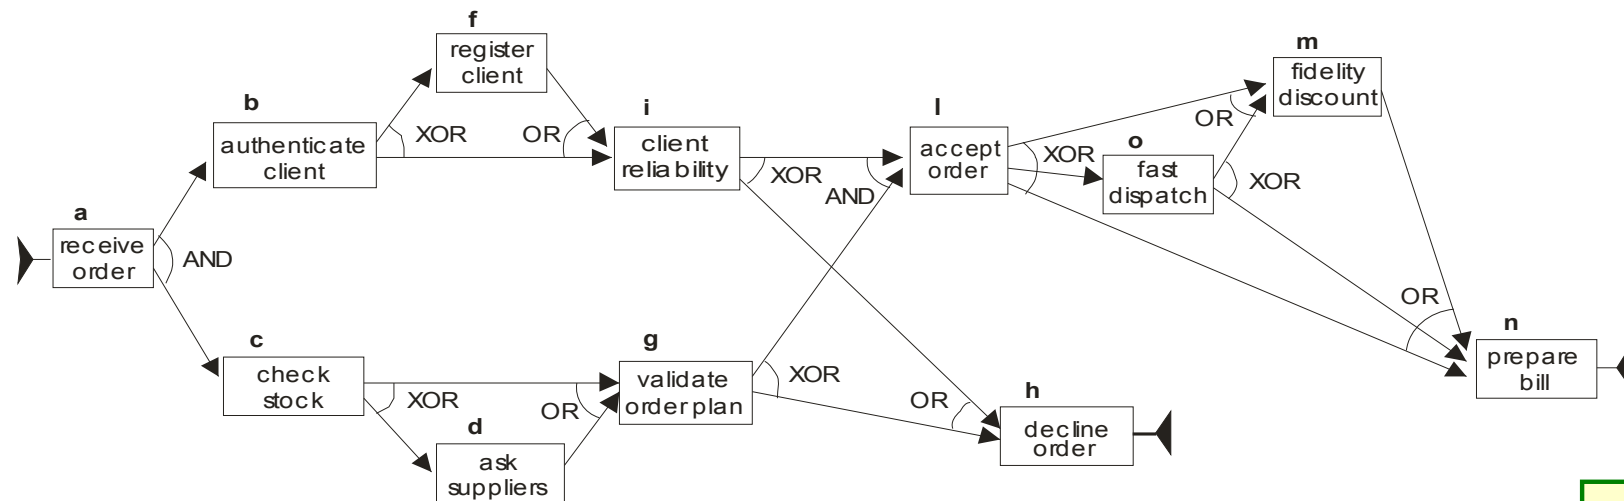 f
register
client
m
fidelity
discount
b
authenticate
client
XOR
OR
i
client
reliability
l
accept
order
OR
XOR
o
fast
dispatch
XOR
XOR
AND
a
receive
order
AND
OR
n
prepare
bill
c
check
stock
XOR
OR
g
validate
order plan
XOR
OR
h
decline
order
d
ask
suppliers